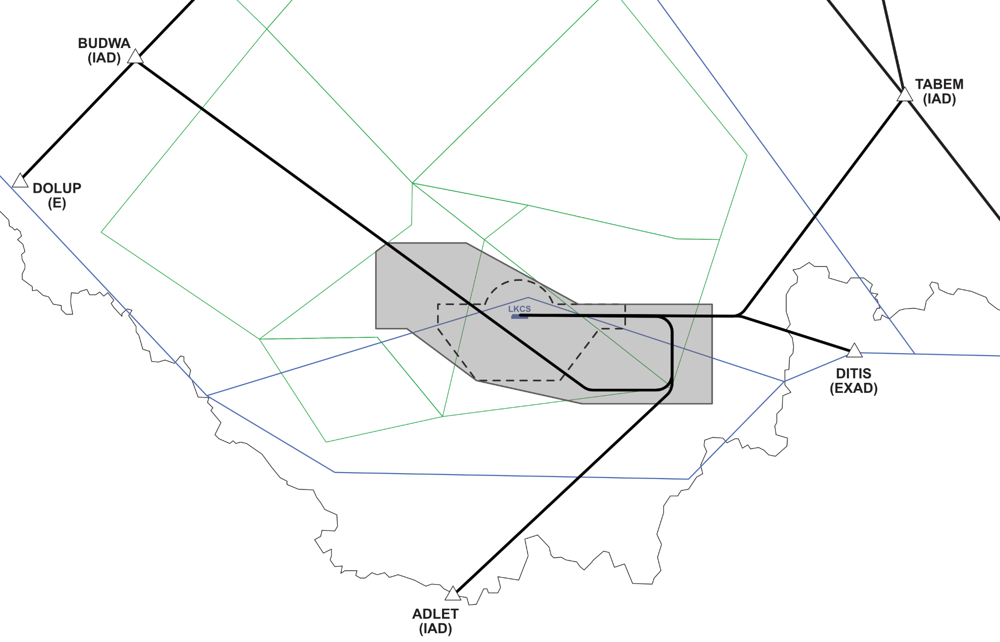 BUDWA
(IAD)
TABEM
(IAD)
DOLUP
(E)
LKCS
DITIS
(EXAD)
ADLET
(IAD)